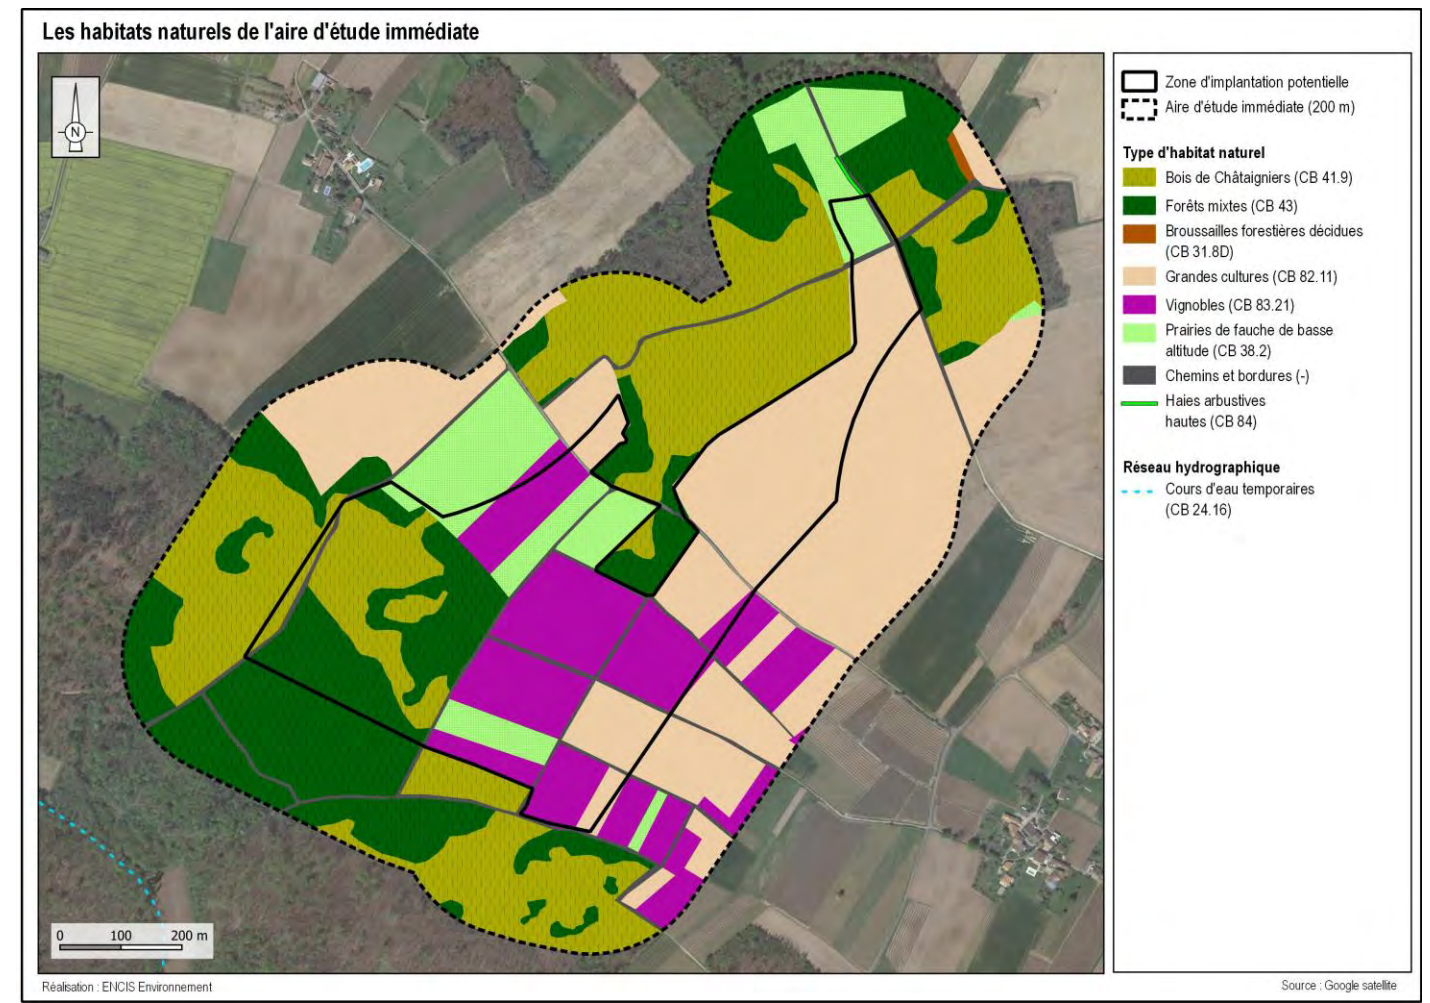 Les habitats naturels de l'aire d'étude immédiate
N
Zone d'implantation potentielle
Aire d'étude immédiate (200 m)
Type d'habitat naturel
Bois de Châtaigniers (CB 41.9)
Forêts mixtes (CB 43)
Broussailles forestières décidues
(CB 31.8D)
Grandes cultures (CB 82.11)
Vignobles (CB 83.21)
Prairies de fauche de basse
altitude (CB 38.2)
Chemins et bordures (-)
Haies arbustives
hautes (CB 84)
Réseau hydrographique
Cours d'eau temporaires
(CB 24.16)
0 100 200 m
Réalisation : ENCIS Environnement
Source : Google satellite